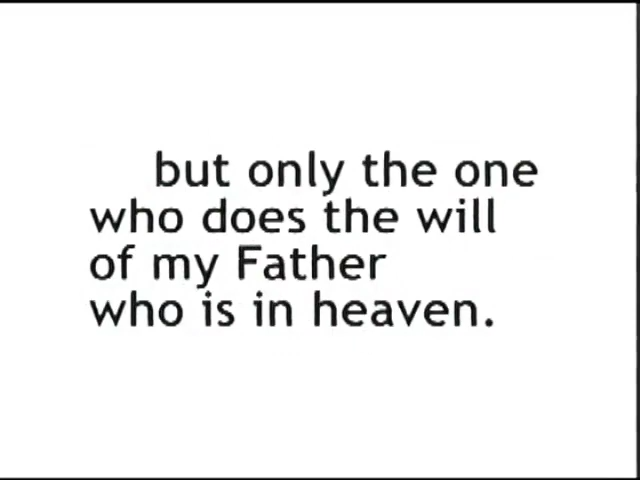 but only the one
who does the will
of my Father
who is in heaven.